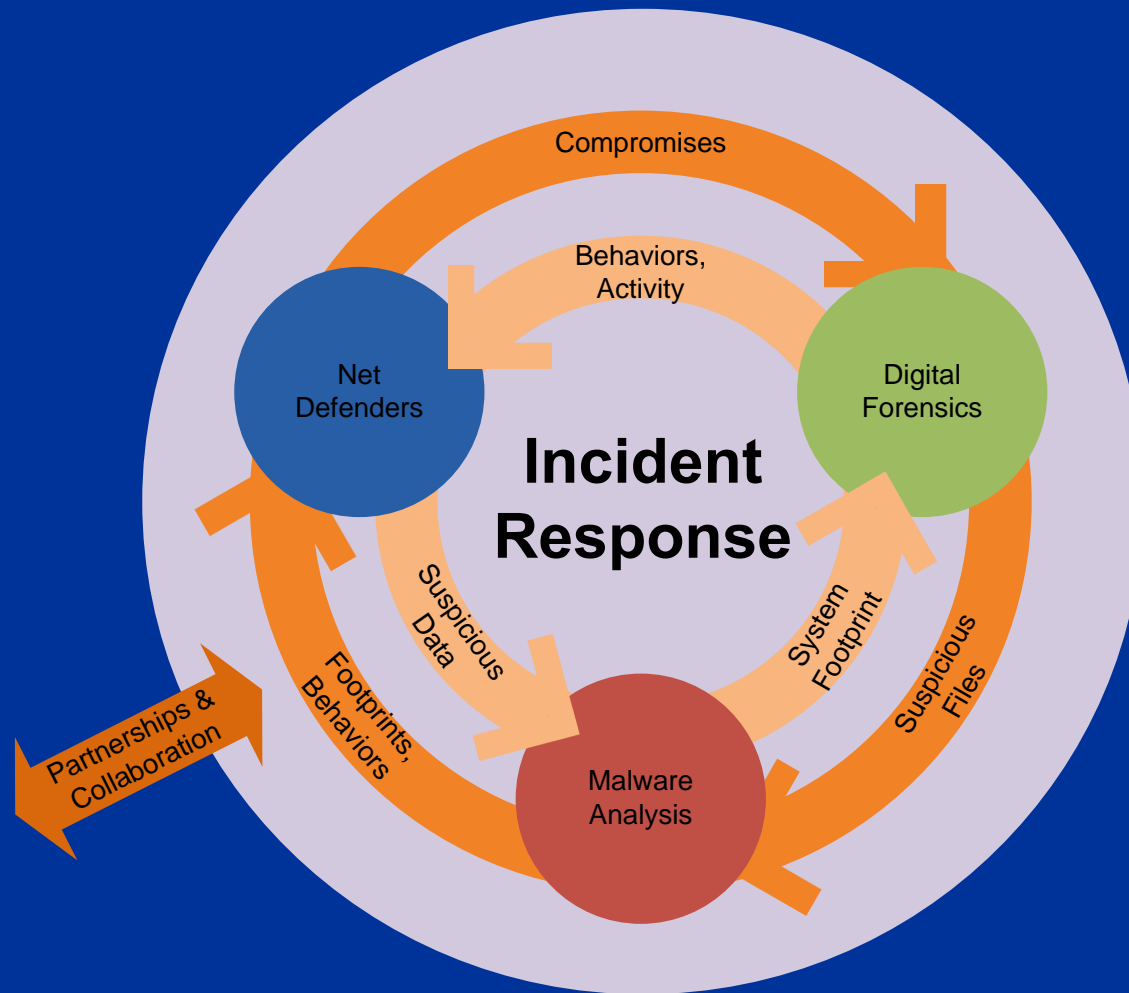 Compromises
Behaviors,
Activity
Net
Defenders
Digital
Forensics
Incident
Response
Suspicious
Data
System
Footprint
Suspicious
Files
Footprints,
Behaviors
Partnerships &
Collaboration
Malware
Analysis